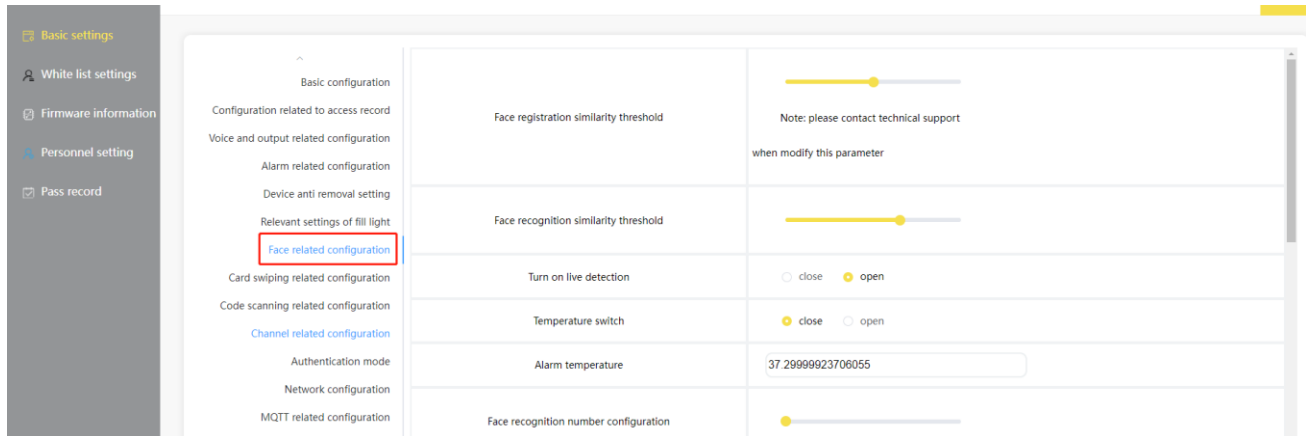 Basic settings
White list settings
Firmware information
Personnel setting
Pass record
Basic configuration
Configuration related to access record
Voice and output related configuration
Alarm related configuration
Device anti removal setting
Relevant settings of fill light
Face related configuration
Card swiping related configuration
Code scanning related configuration
Channel related configuration
Authentication mode
Network configuration
MQTT related configuration
Face registration similarity threshold
Note: please contact technical support
when modify this parameter
Face recognition similarity threshold
Turn on live detection
close open
Temperature switch
close open
Alarm temperature
37.29999923706055
Face recognition number configuration